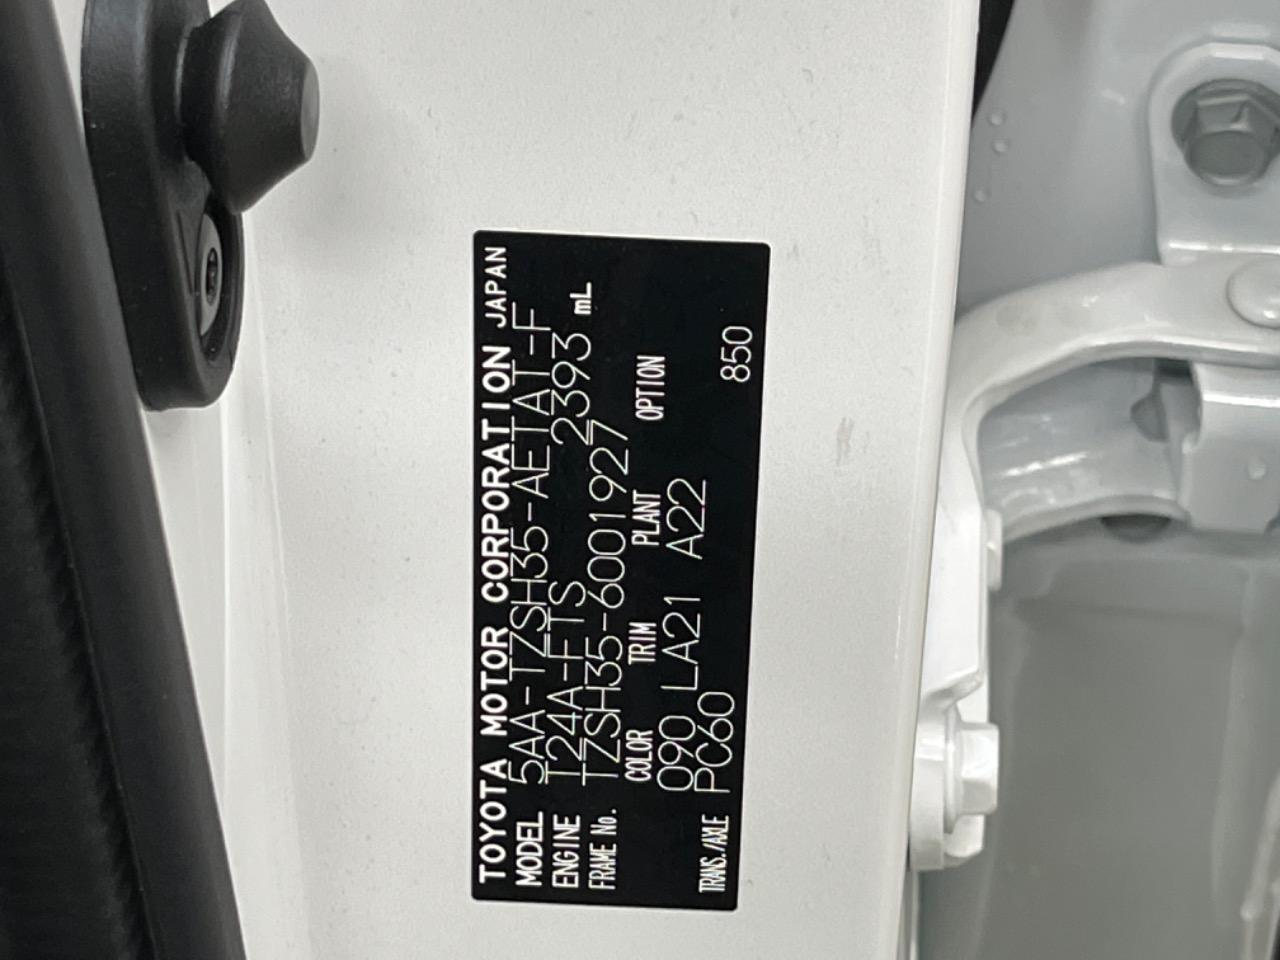 TOYOTA MOTOR CORPORATION JAPAN
MODEL 5AA-TZSH35-AETAT-F
ENGINE T24A-FTS 2393 mL
FRAME No. TZSH35-6001927
COLOR TRIM PLANT OPTION
090 LA21 A22
TRANS./AXLE PC60 850